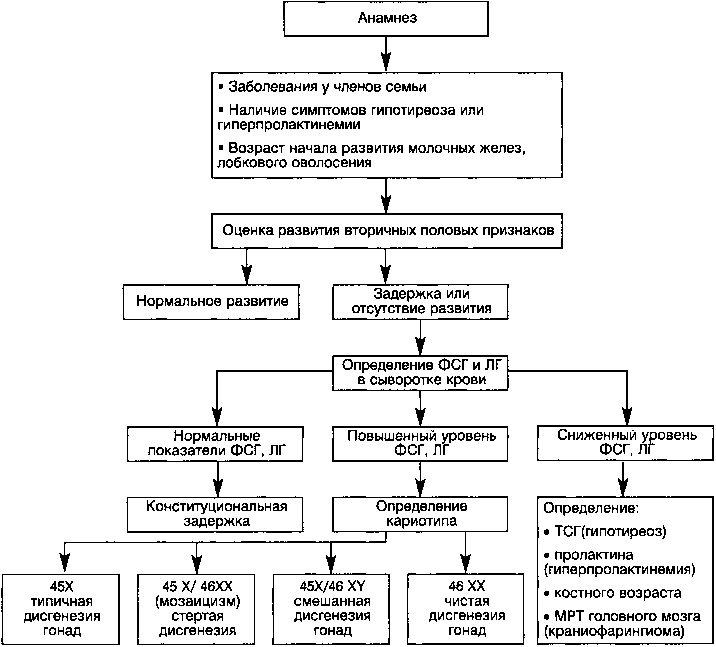 Анамнез
▪ Заболевания у членов семьи
▪ Наличие симптомов гипотиреоза или
гиперпролактинемии
▪ Возраст начала развития молочных желез,
лобкового оволосения
Оценка развития вторичных половых признаков
Нормальное развитие
Задержка или
отсутствие развития
Определение ФСГ и ЛГ
в сыворотке крови
Нормальные
показатели ФСГ, ЛГ
Повышенный уровень
ФСГ, ЛГ
Сниженный уровень
ФСГ, ЛГ
Конституциональная
задержка
Определение
кариотипа
Определение:
• ТСГ(гипотиреоз)
• пролактина
(гиперпролактинемия)
• костного возраста
• МРТ головного мозга
(краниофарингиома)
45X
типичная
дисгенезия
гонад
45 X/ 46XX
(мозаицизм)
стертая
дисгенезия
45X/46 XY
смешанная
дисгенезия
гонад
46 XX
чистая
дисгенезия
гонад